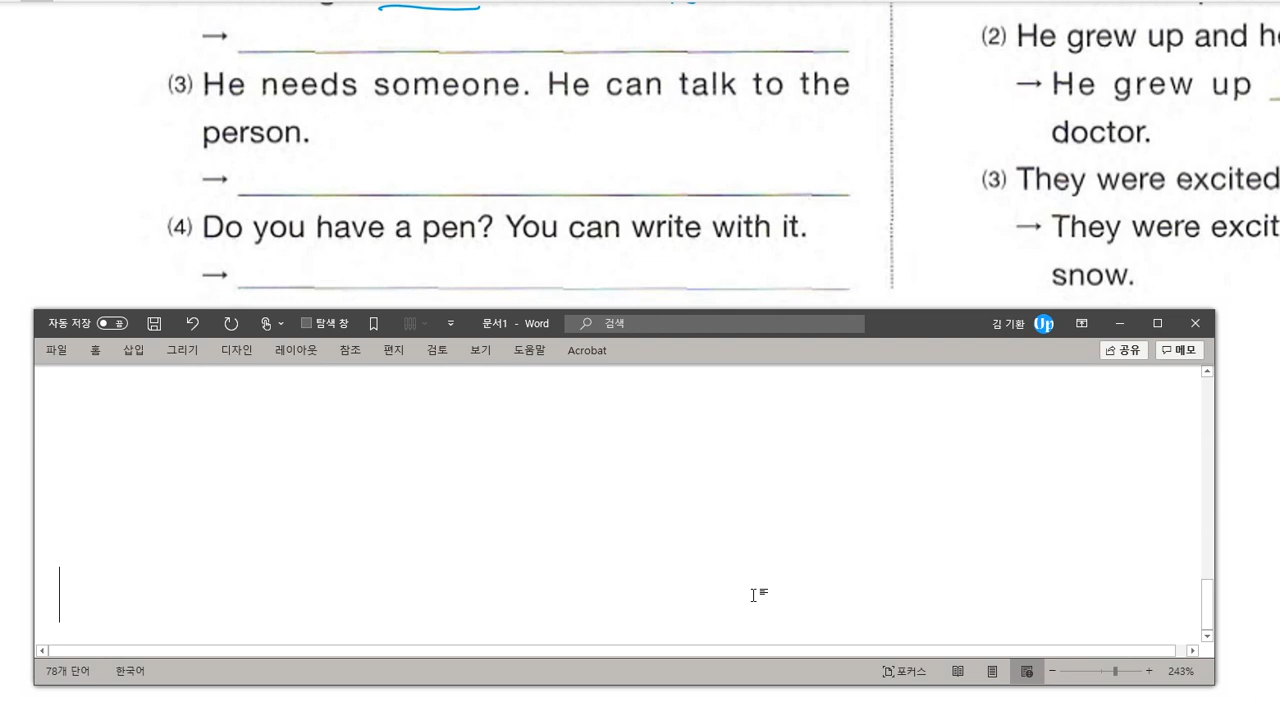 →
(3) He needs someone. He can talk to the
person.
→
(4) Do you have a pen? You can write with it.
→
(2) He grew up and he
→ He grew up
doctor.
(3) They were excited
→ They were excit
snow.
자동 저장 끔 탐색 창 문서1 - Word 검색 김 기환 Up
파일 홈 삽입 그리기 디자인 레이아웃 참조 편지 검토 보기 도움말 Acrobat 공유 메모
78개 단어 한국어 포커스 243%